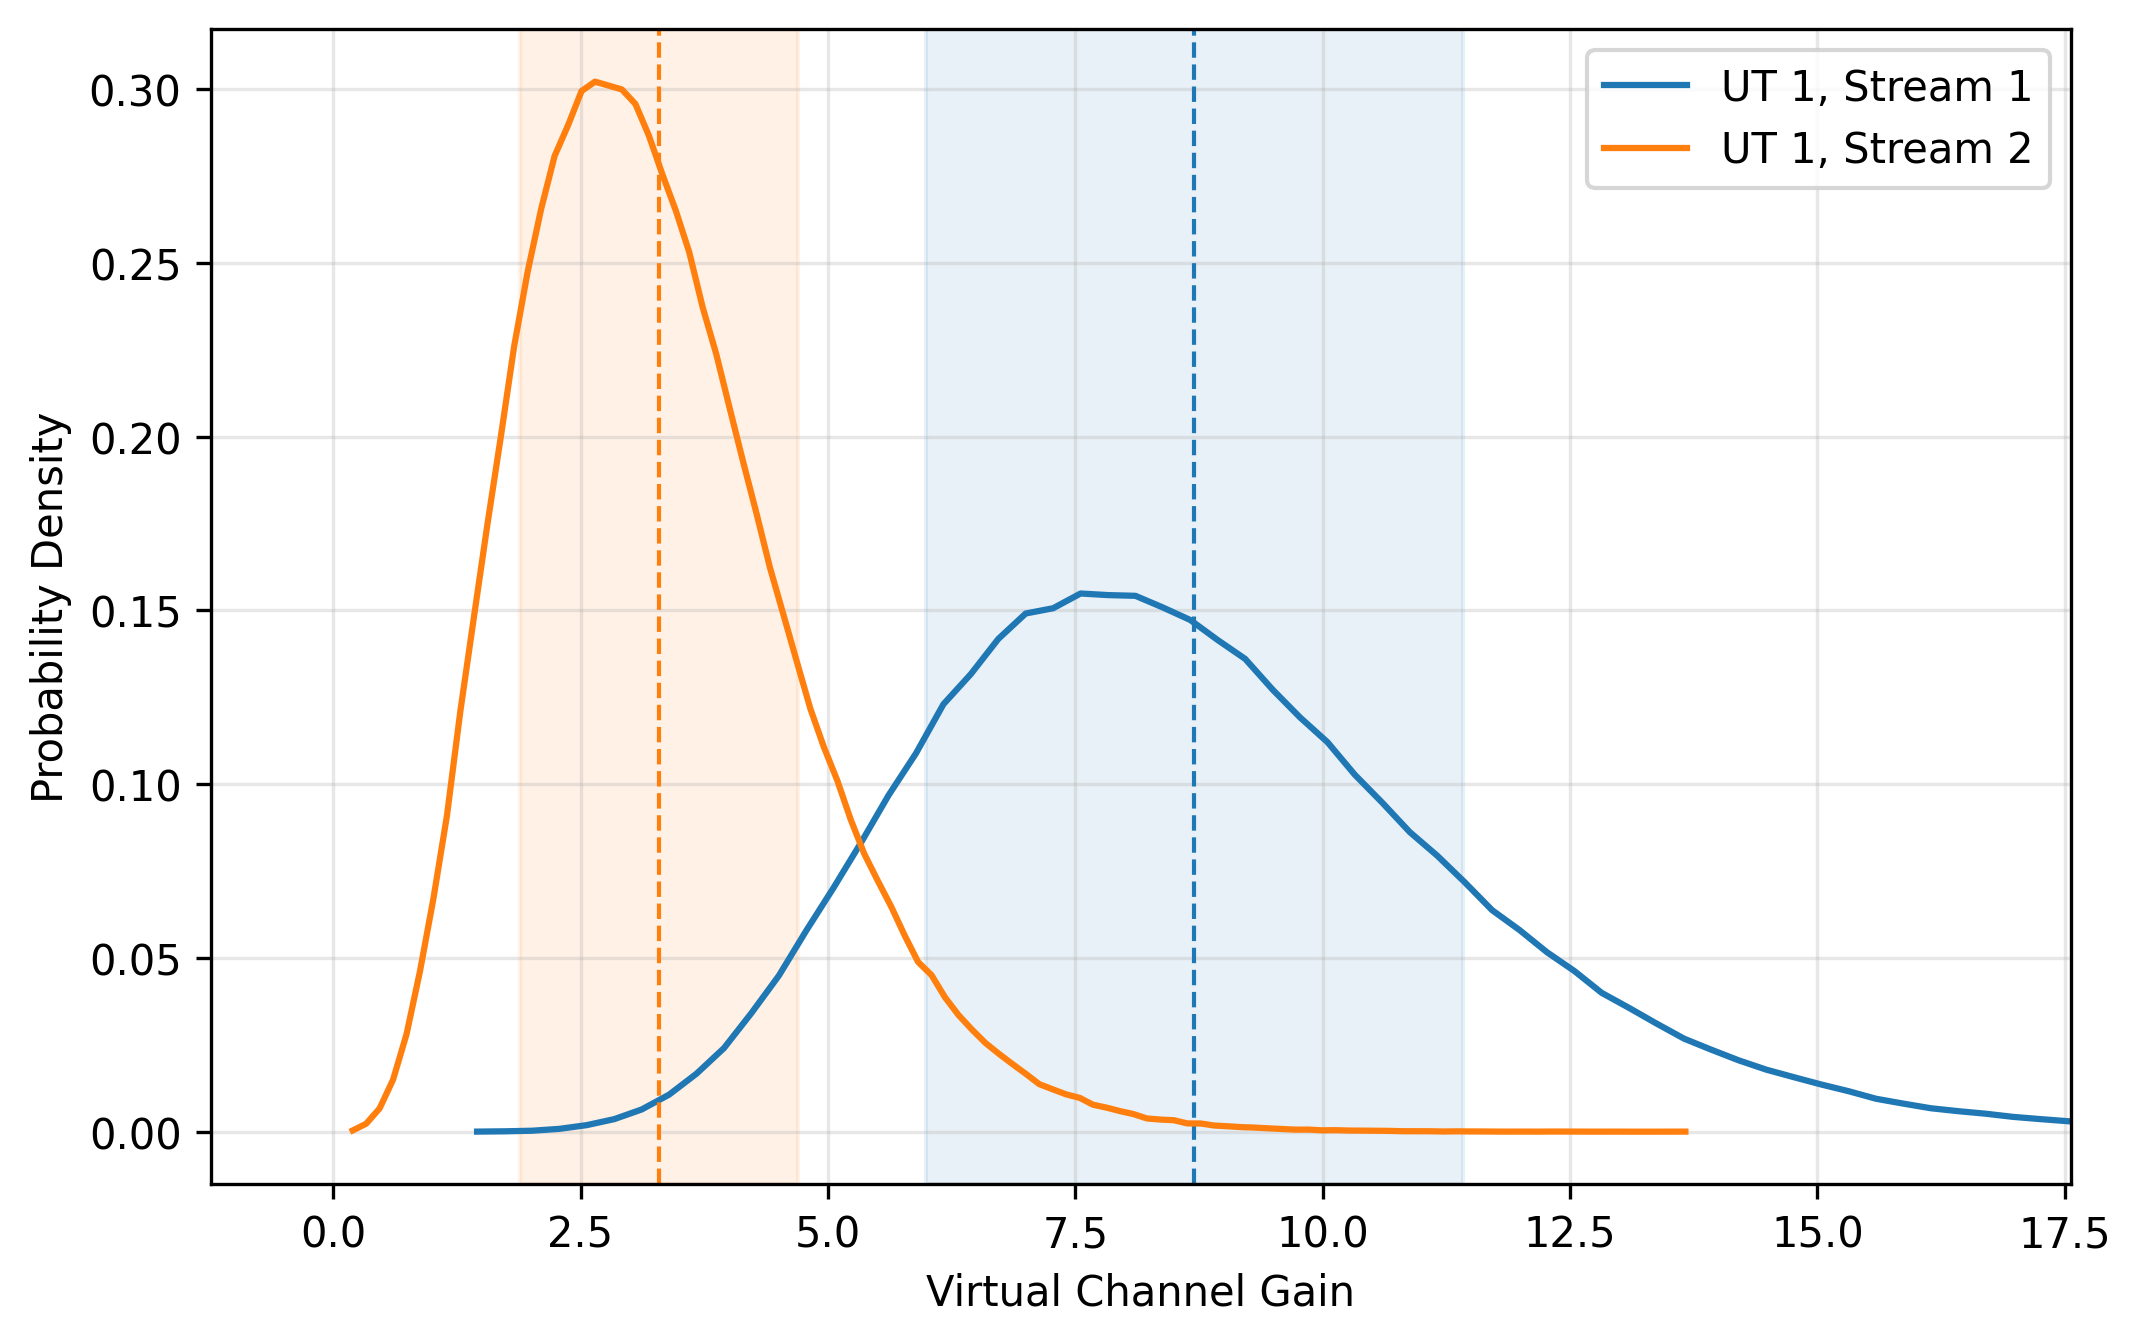 UT 1, Stream 1
UT 1, Stream 2
Probability Density
0.30
0.25
0.20
0.15
0.10
0.05
0.00
0.0 2.5 5.0 7.5 10.0 12.5 15.0 17.5
Virtual Channel Gain